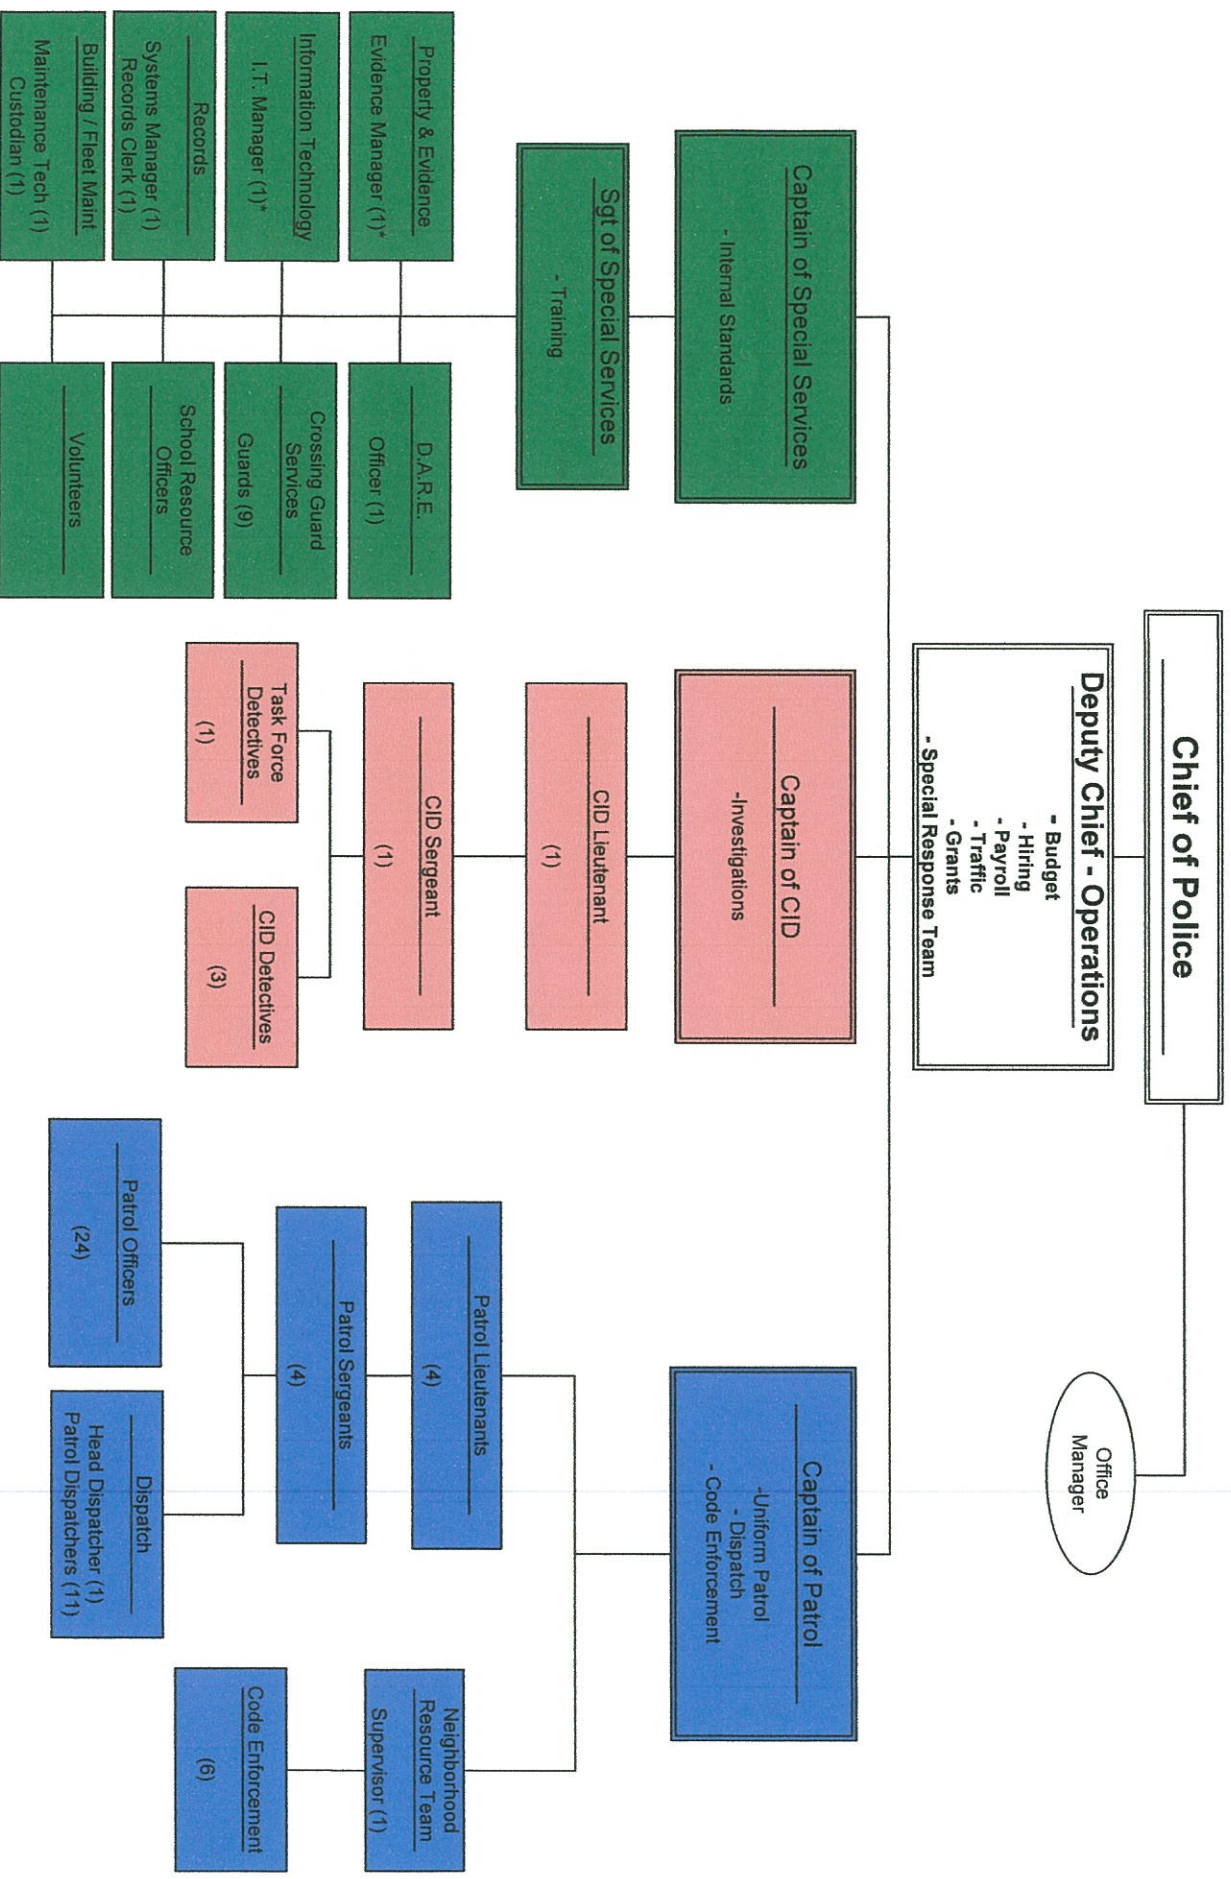 Chief of Police
Office
Manager
Deputy Chief - Operations
- Budget
- Hiring
- Payroll
- Traffic
- Grants
- Special Response Team
Captain of Special Services
- Internal Standards
Sgt of Special Services
- Training
Property & Evidence
Evidence Manager (1)*
D.A.R.E.
Officer (1)
Information Technology
I.T. Manager (1)*
Crossing Guard
Services
Guards (9)
Records
Systems Manager (1)
Records Clerk (1)
School Resource
Officers
Building / Fleet Maint
Maintenance Tech (1)
Custodian (1)
Volunteers
Captain of CID
-Investigations
CID Lieutenant
(1)
CID Sergeant
(1)
Task Force
Detectives
(1)
CID Detectives
(3)
Captain of Patrol
-Uniform Patrol
- Dispatch
- Code Enforcement
Patrol Lieutenants
(4)
Patrol Sergeants
(4)
Patrol Officers
(24)
Dispatch
Head Dispatcher (1)
Patrol Dispatchers (11)
Neighborhood
Resource Team
Supervisor (1)
Code Enforcement
(6)